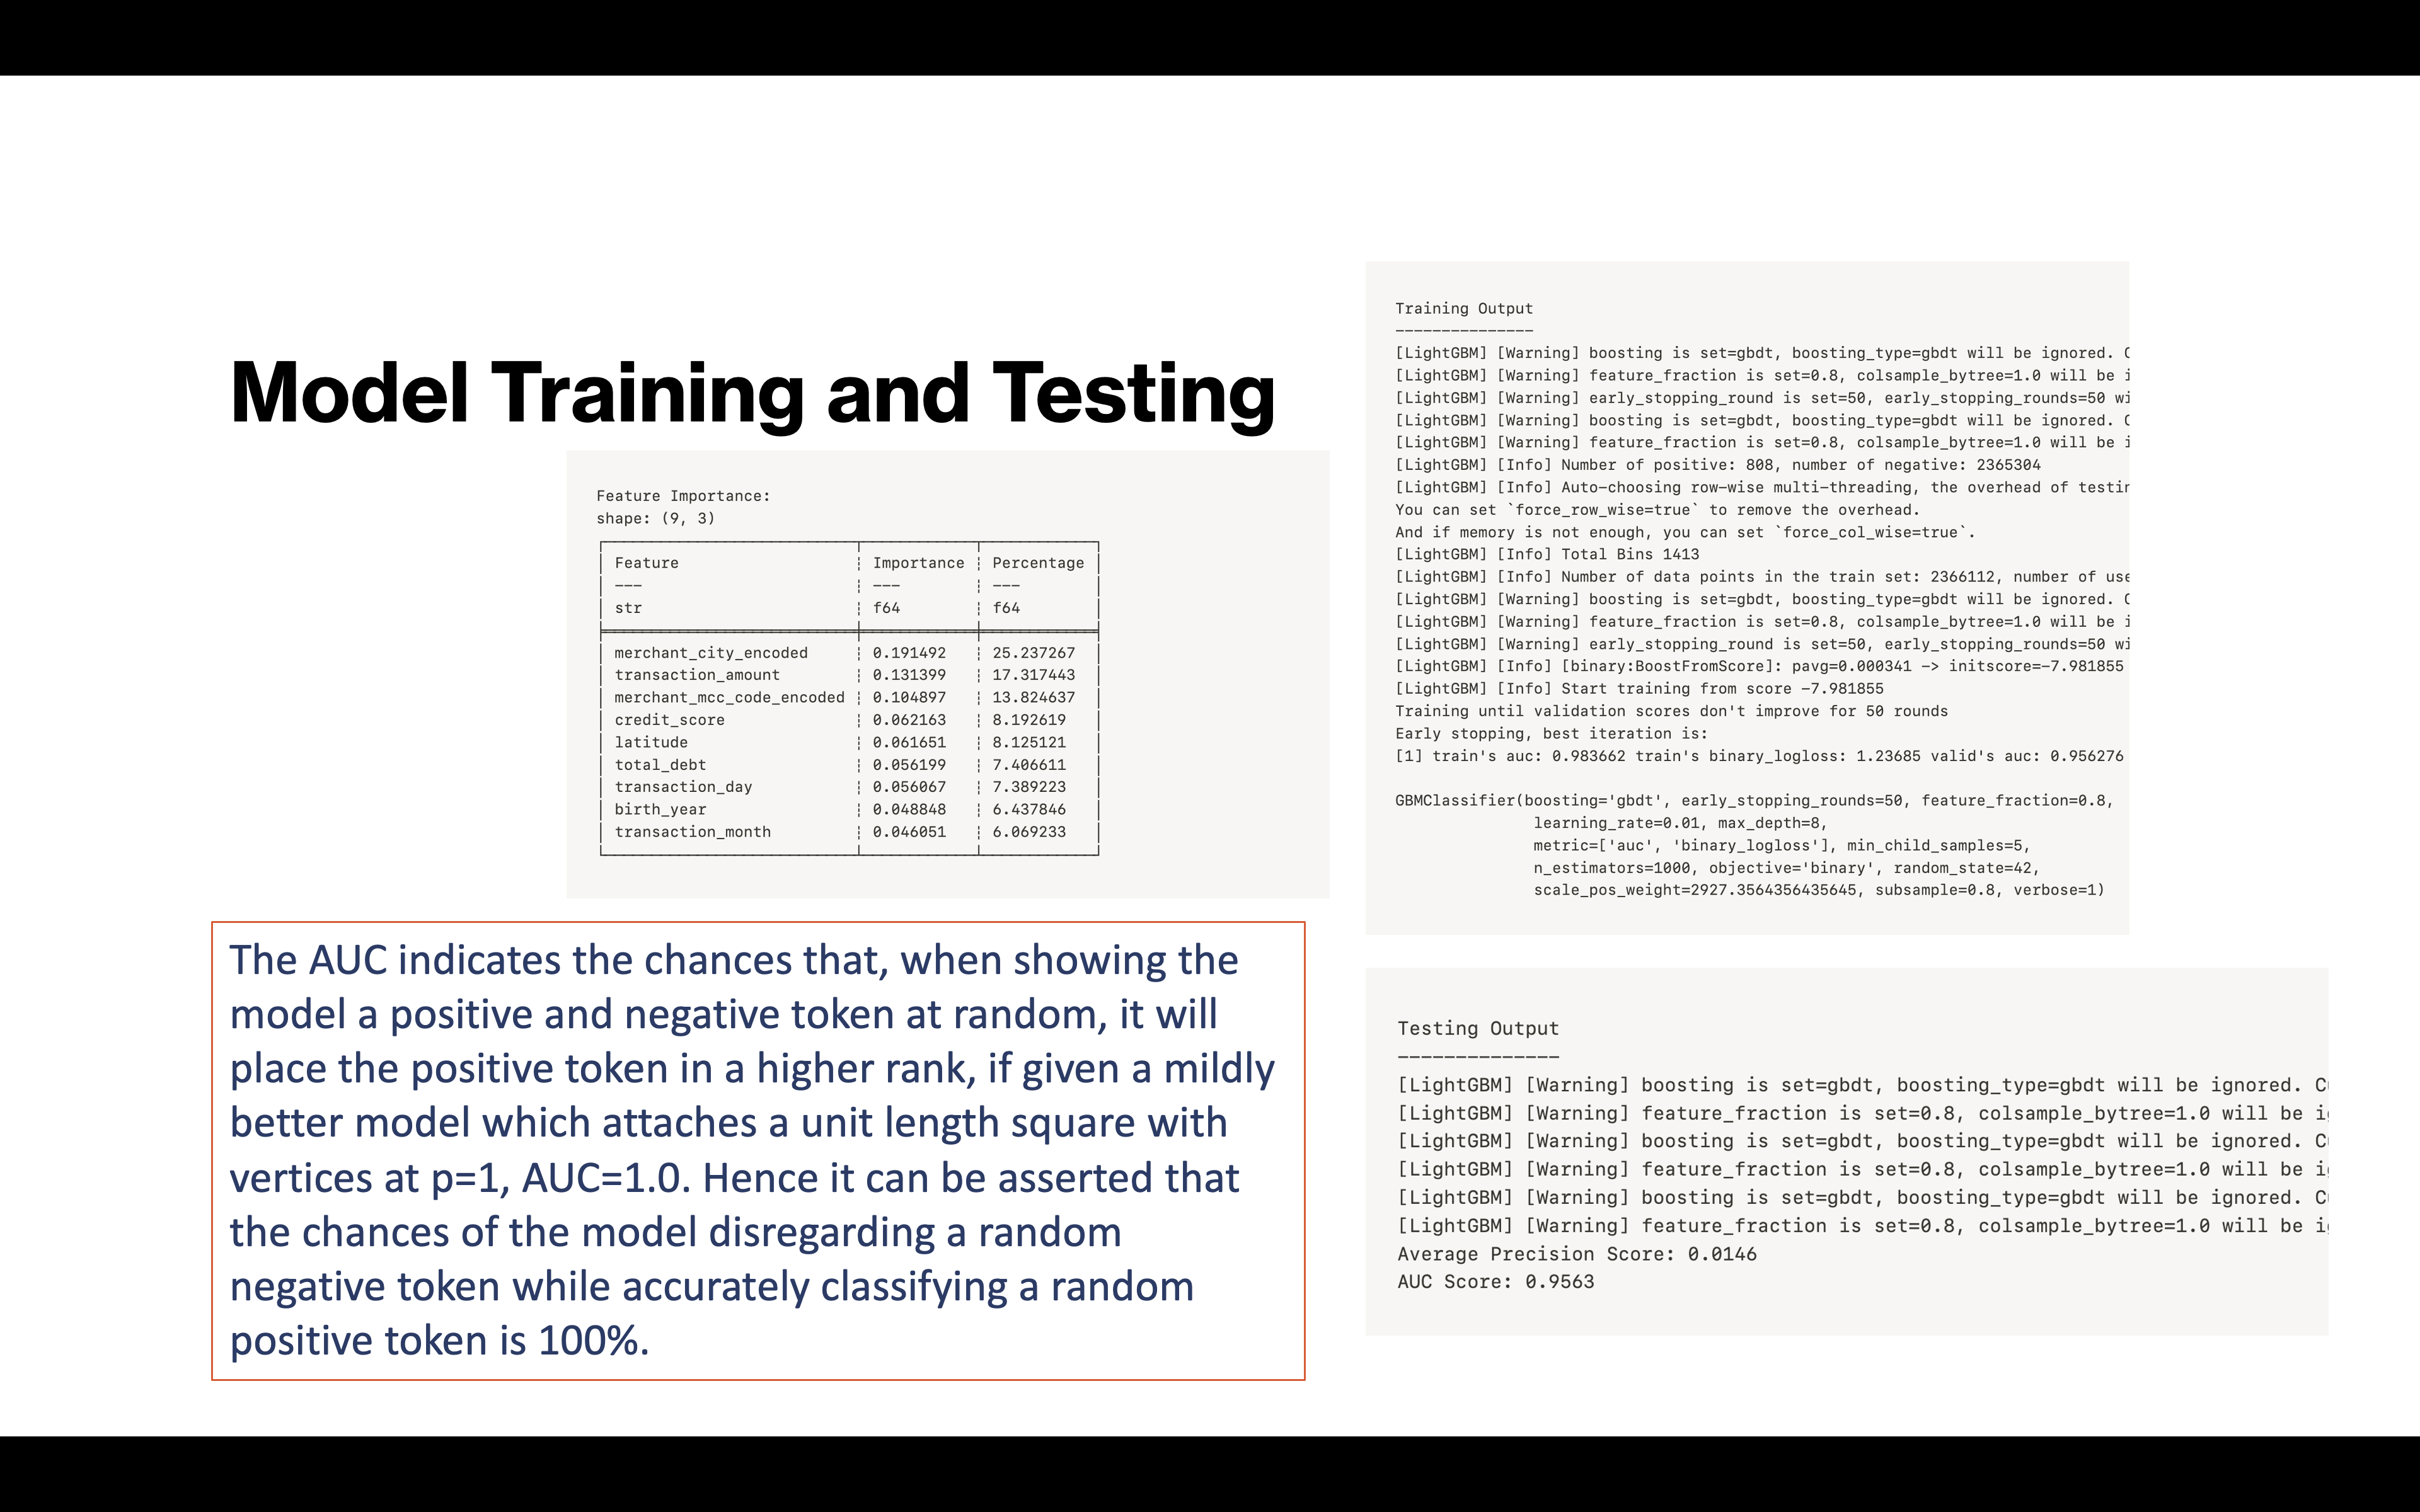 Model Training and Testing
Feature Importance:
shape: (9, 3)
Feature Importance Percentage
--- --- ---
str f64 f64
merchant_city_encoded 0.191492 25.237267
transaction_amount 0.131399 17.317443
merchant_mcc_code_encoded 0.104897 13.824637
credit_score 0.062163 8.192619
latitude 0.061651 8.125121
total_debt 0.056199 7.406611
transaction_day 0.056067 7.389223
birth_year 0.048848 6.437846
transaction_month 0.046051 6.069233
The AUC indicates the chances that, when showing the
model a positive and negative token at random, it will
place the positive token in a higher rank, if given a mildly
better model which attaches a unit length square with
vertices at p=1, AUC=1.0. Hence it can be asserted that
the chances of the model disregarding a random
negative token while accurately classifying a random
positive token is 100%.
Training Output
---------------
[LightGBM] [Warning] boosting is set=gbdt, boosting_type=gbdt will be ignored.
[LightGBM] [Warning] feature_fraction is set=0.8, colsample_bytree=1.0 will be
[LightGBM] [Warning] early_stopping_round is set=50, early_stopping_rounds=50
[LightGBM] [Warning] boosting is set=gbdt, boosting_type=gbdt will be ignored.
[LightGBM] [Warning] feature_fraction is set=0.8, colsample_bytree=1.0 will be
[LightGBM] [Info] Number of positive: 808, number of negative: 2365304
[LightGBM] [Info] Auto-choosing row-wise multi-threading, the overhead of
You can set `force_row_wise=true` to remove the overhead.
And if memory is not enough, you can set `force_col_wise=true`.
[LightGBM] [Info] Total Bins 1413
[LightGBM] [Info] Number of data points in the train set: 2366112, number of
[LightGBM] [Warning] boosting is set=gbdt, boosting_type=gbdt will be ignored.
[LightGBM] [Warning] feature_fraction is set=0.8, colsample_bytree=1.0 will be
[LightGBM] [Warning] early_stopping_round is set=50, early_stopping_rounds=50
[LightGBM] [Info] [binary:BoostFromScore]: pavg=0.000341 -> initscore=-7.981855
[LightGBM] [Info] Start training from score -7.981855
Training until validation scores don't improve for 50 rounds
Early stopping, best iteration is:
[1] train's auc: 0.983662 train's binary_logloss: 1.23685 valid's auc: 0.956276
GBMClassifier(boosting='gbdt', early_stopping_rounds=50, feature_fraction=0.8,
learning_rate=0.01, max_depth=8,
metric=['auc', 'binary_logloss'], min_child_samples=5,
n_estimators=1000, objective='binary', random_state=42,
scale_pos_weight=2927.3564356435645, subsample=0.8, verbose=1)
Testing Output
--------------
[LightGBM] [Warning] boosting is set=gbdt, boosting_type=gbdt will be ignored.
[LightGBM] [Warning] feature_fraction is set=0.8, colsample_bytree=1.0 will be
[LightGBM] [Warning] boosting is set=gbdt, boosting_type=gbdt will be ignored.
[LightGBM] [Warning] feature_fraction is set=0.8, colsample_bytree=1.0 will be
[LightGBM] [Warning] boosting is set=gbdt, boosting_type=gbdt will be ignored.
[LightGBM] [Warning] feature_fraction is set=0.8, colsample_bytree=1.0 will be
Average Precision Score: 0.0146
AUC Score: 0.9563